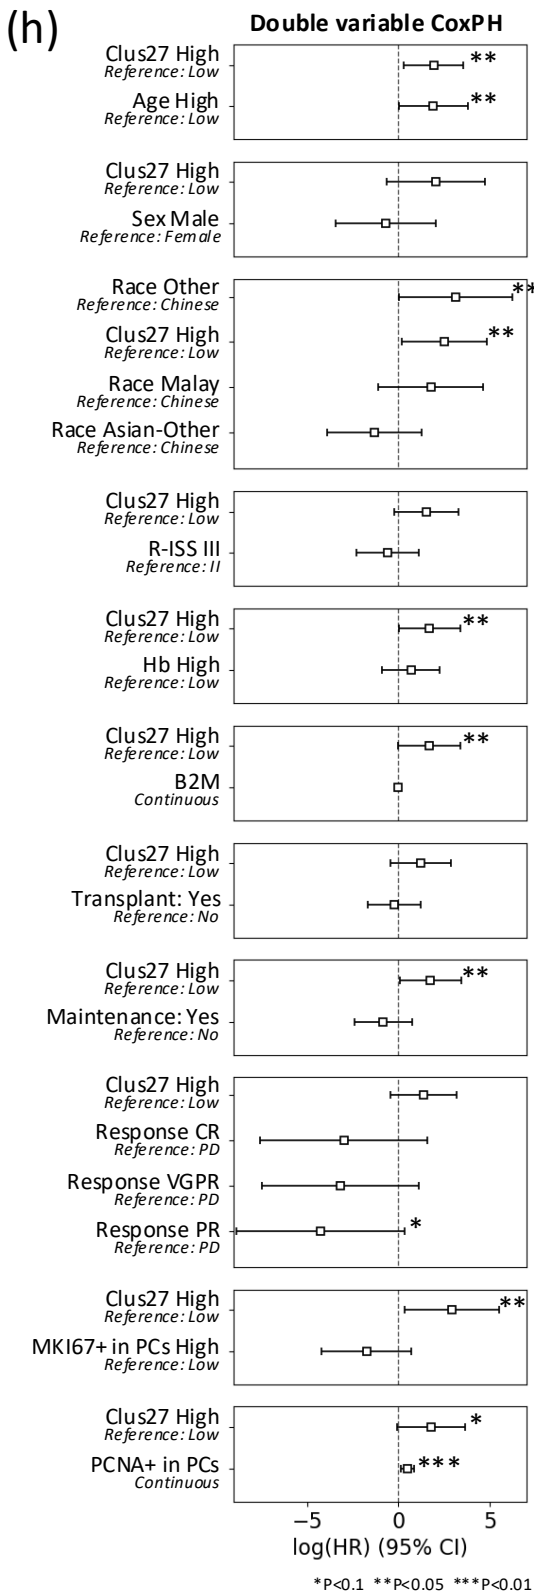 (h)
Double variable CoxPH
Clus27 High
Reference: Low
**
Age High
Reference: Low
**
Clus27 High
Reference: Low
Sex Male
Reference: Female
Race Other
Reference: Chinese
**
Clus27 High
Reference: Low
**
Race Malay
Reference: Chinese
Race Asian-Other
Reference: Chinese
Clus27 High
Reference: Low
R-ISS III
Reference: II
Clus27 High
Reference: Low
**
Hb High
Reference: Low
Clus27 High
Reference: Low
**
B2M
Continuous
Clus27 High
Reference: Low
Transplant: Yes
Reference: No
Clus27 High
Reference: Low
**
Maintenance: Yes
Reference: No
Clus27 High
Reference: Low
Response CR
Reference: PD
Response VGPR
Reference: PD
Response PR
Reference: PD
*
Clus27 High
Reference: Low
**
MKI67+ in PCs High
Reference: Low
Clus27 High
Reference: Low
*
PCNA+ in PCs
Continuous
***
−5 0 5
log(HR) (95% CI)
*P<0.1 **P<0.05 ***P<0.01